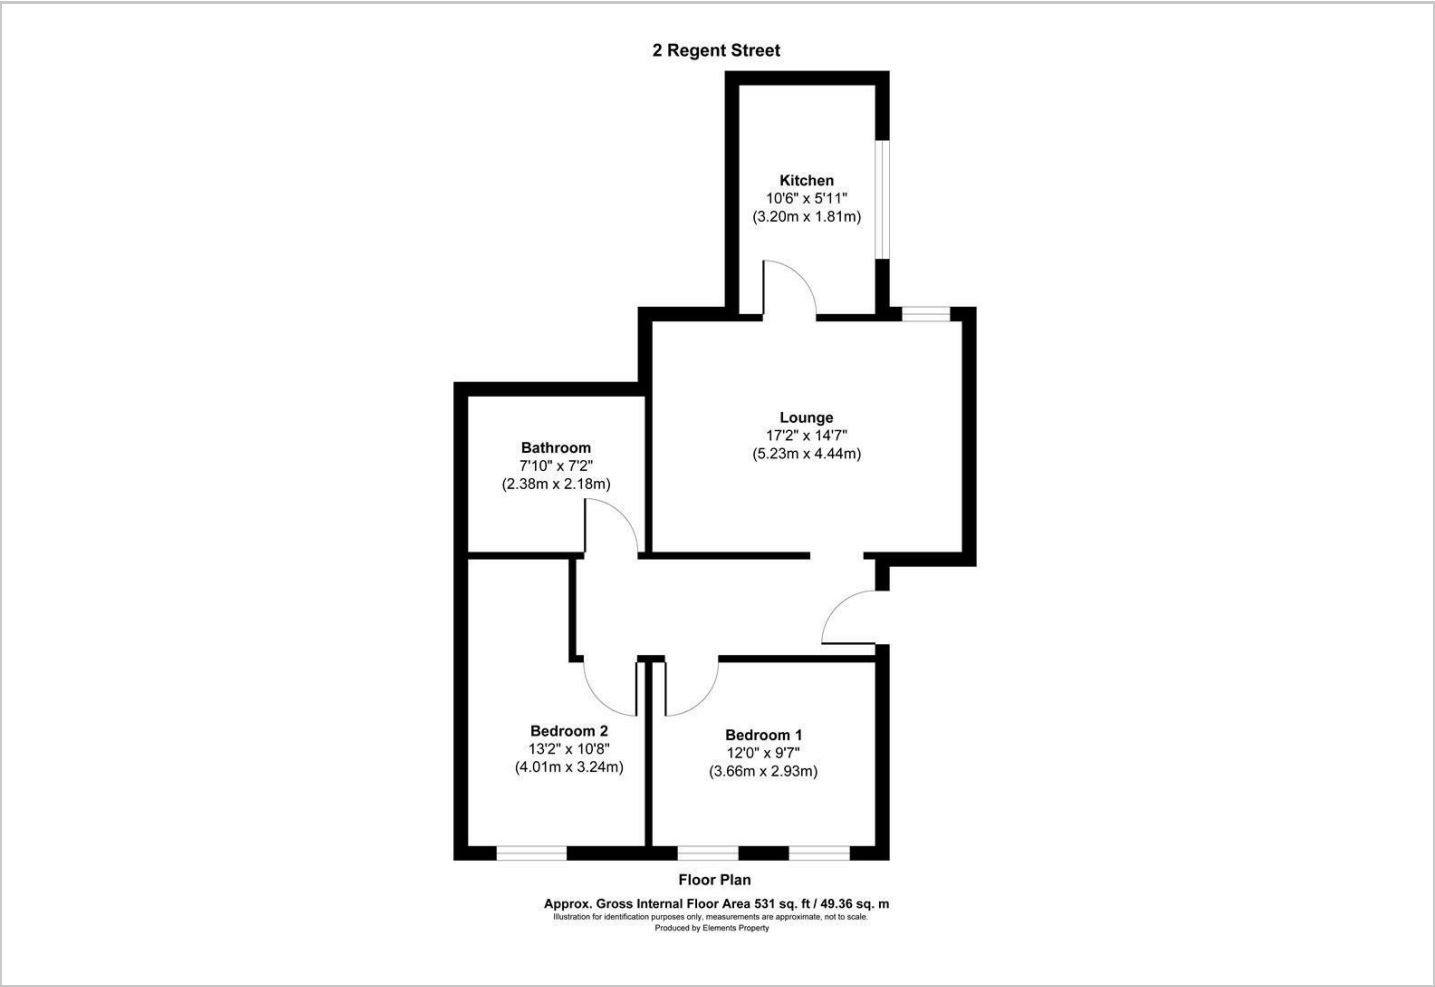 2 Regent Street
Kitchen
10'6" x 5'11"
(3.20m x 1.81m)
Lounge
17'2" x 14'7"
(5.23m x 4.44m)
Bathroom
7'10" x 7'2"
(2.38m x 2.18m)
Bedroom 2
13'2" x 10'8"
(4.01m x 3.24m)
Bedroom 1
12'0" x 9'7"
(3.66m x 2.93m)
Floor Plan
Approx. Gross Internal Floor Area 531 sq. ft / 49.36 sq. m
Illustration for identification purposes only, measurements are approximate, not to scale.
Produced by Elements Property